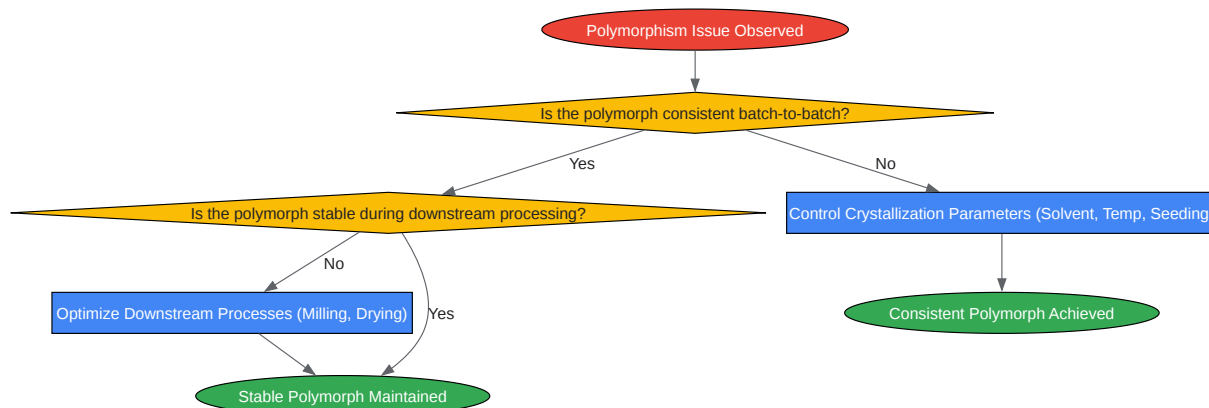 Polymorphism Issue Observed
Is the polymorph consistent batch-to-batch?
Yes
No
Is the polymorph stable during downstream processing?
Control Crystallization Parameters (Solvent, Temp, Seeding
No
Optimize Downstream Processes (Milling, Drying)
Yes
Consistent Polymorph Achieved
Stable Polymorph Maintained